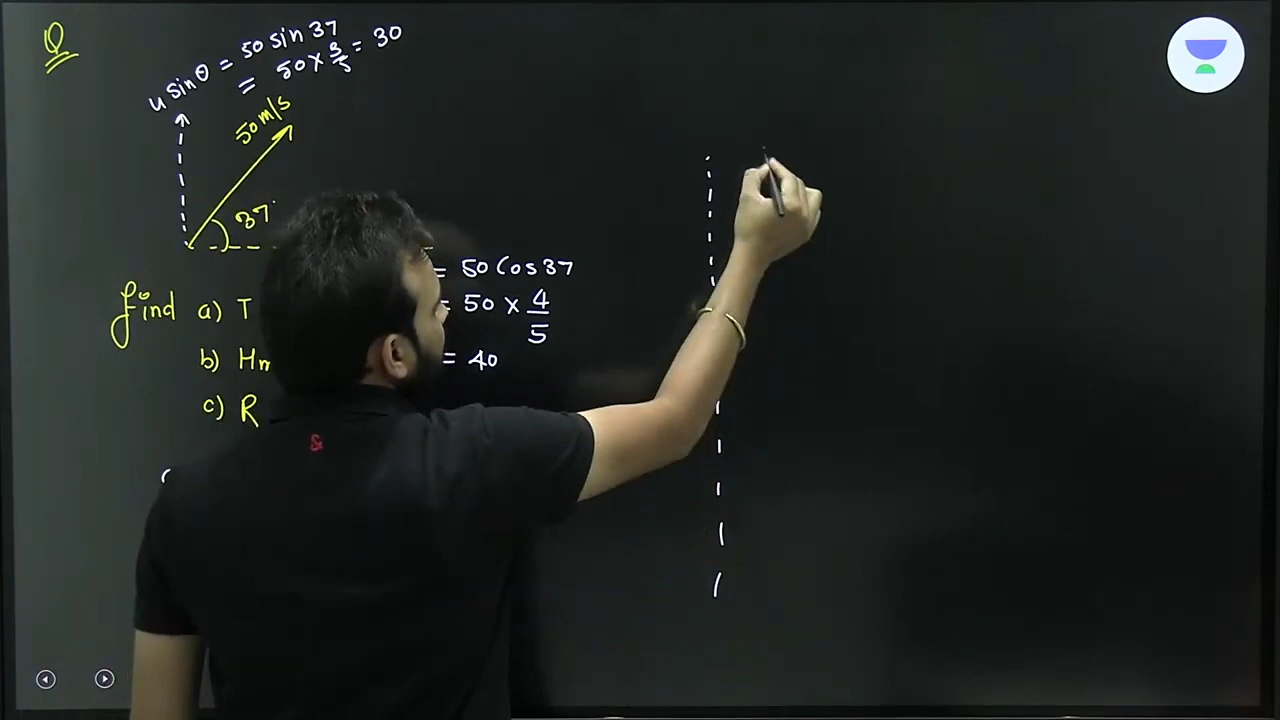 Q
u sin θ = 50 sin 37
= 50 × 3/5 = 30
50 m/s
37°
= 50 Cos 37
find a) T = 50 × 4/5
b) Hm = 40
c) R